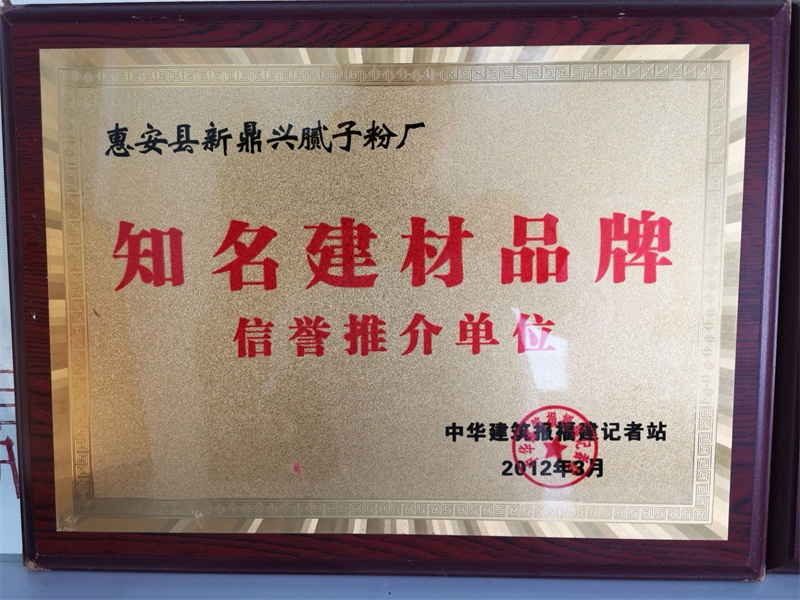 惠安县新鼎兴腻子粉厂
知名建材品牌
信誉推介单位
中华建筑报福建记者站
2012年3月